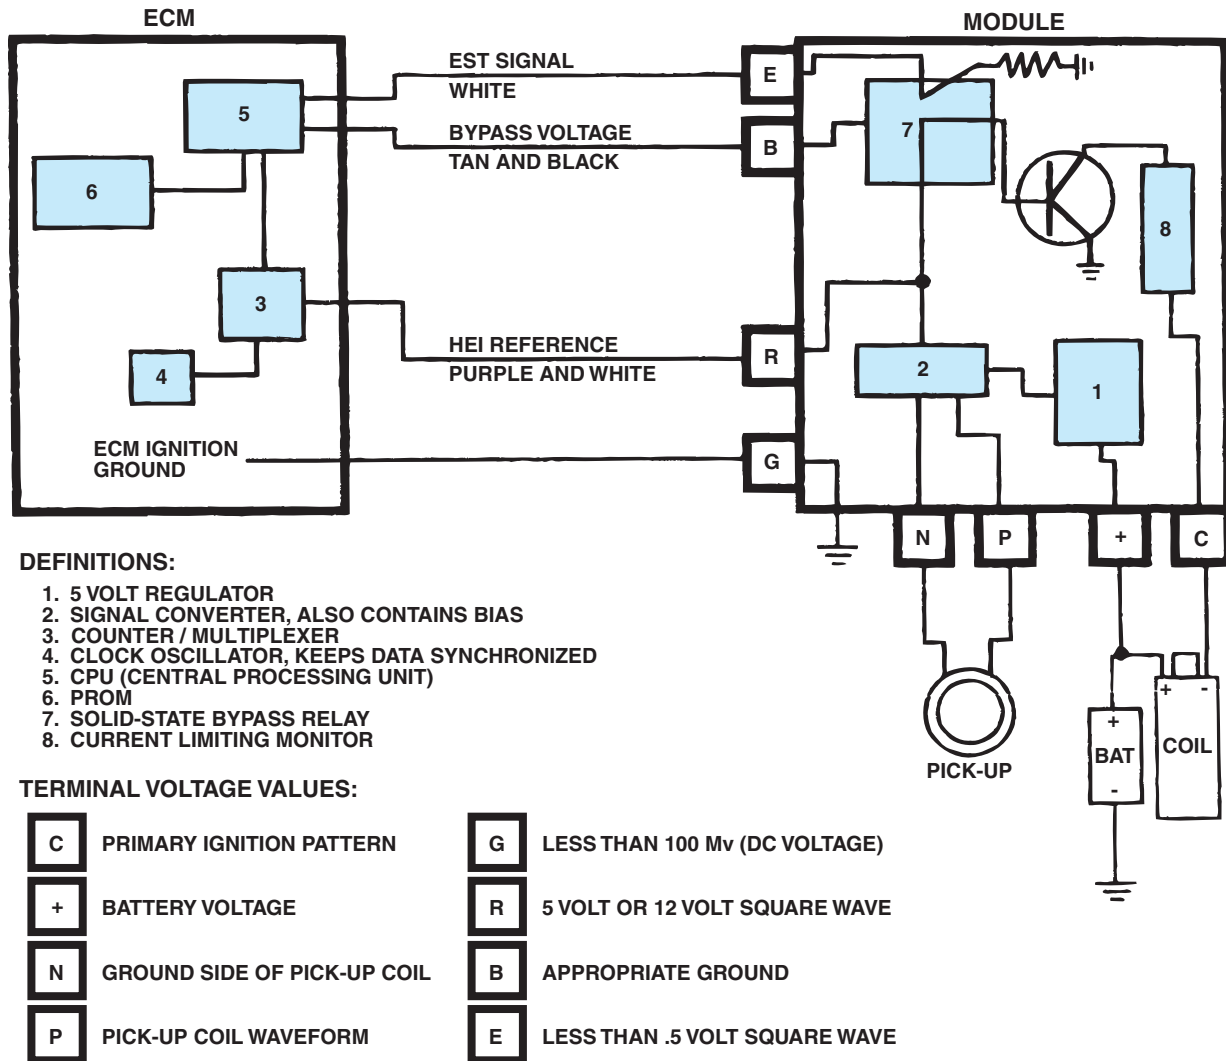 ECM
MODULE
EST SIGNAL
WHITE
E
5
7
BYPASS VOLTAGE
TAN AND BLACK
B
6
8
3
HEI REFERENCE
PURPLE AND WHITE
R
2
1
4
ECM IGNITION
GROUND
G
N
P
+
C
DEFINITIONS:
1. 5 VOLT REGULATOR
2. SIGNAL CONVERTER, ALSO CONTAINS BIAS
3. COUNTER / MULTIPLEXER
4. CLOCK OSCILLATOR, KEEPS DATA SYNCHRONIZED
5. CPU (CENTRAL PROCESSING UNIT)
6. PROM
7. SOLID-STATE BYPASS RELAY
8. CURRENT LIMITING MONITOR
+ -
+
BAT
-
COIL
PICK-UP
TERMINAL VOLTAGE VALUES:
C PRIMARY IGNITION PATTERN
+ BATTERY VOLTAGE
N GROUND SIDE OF PICK-UP COIL
P PICK-UP COIL WAVEFORM
G LESS THAN 100 Mv (DC VOLTAGE)
R 5 VOLT OR 12 VOLT SQUARE WAVE
B APPROPRIATE GROUND
E LESS THAN .5 VOLT SQUARE WAVE